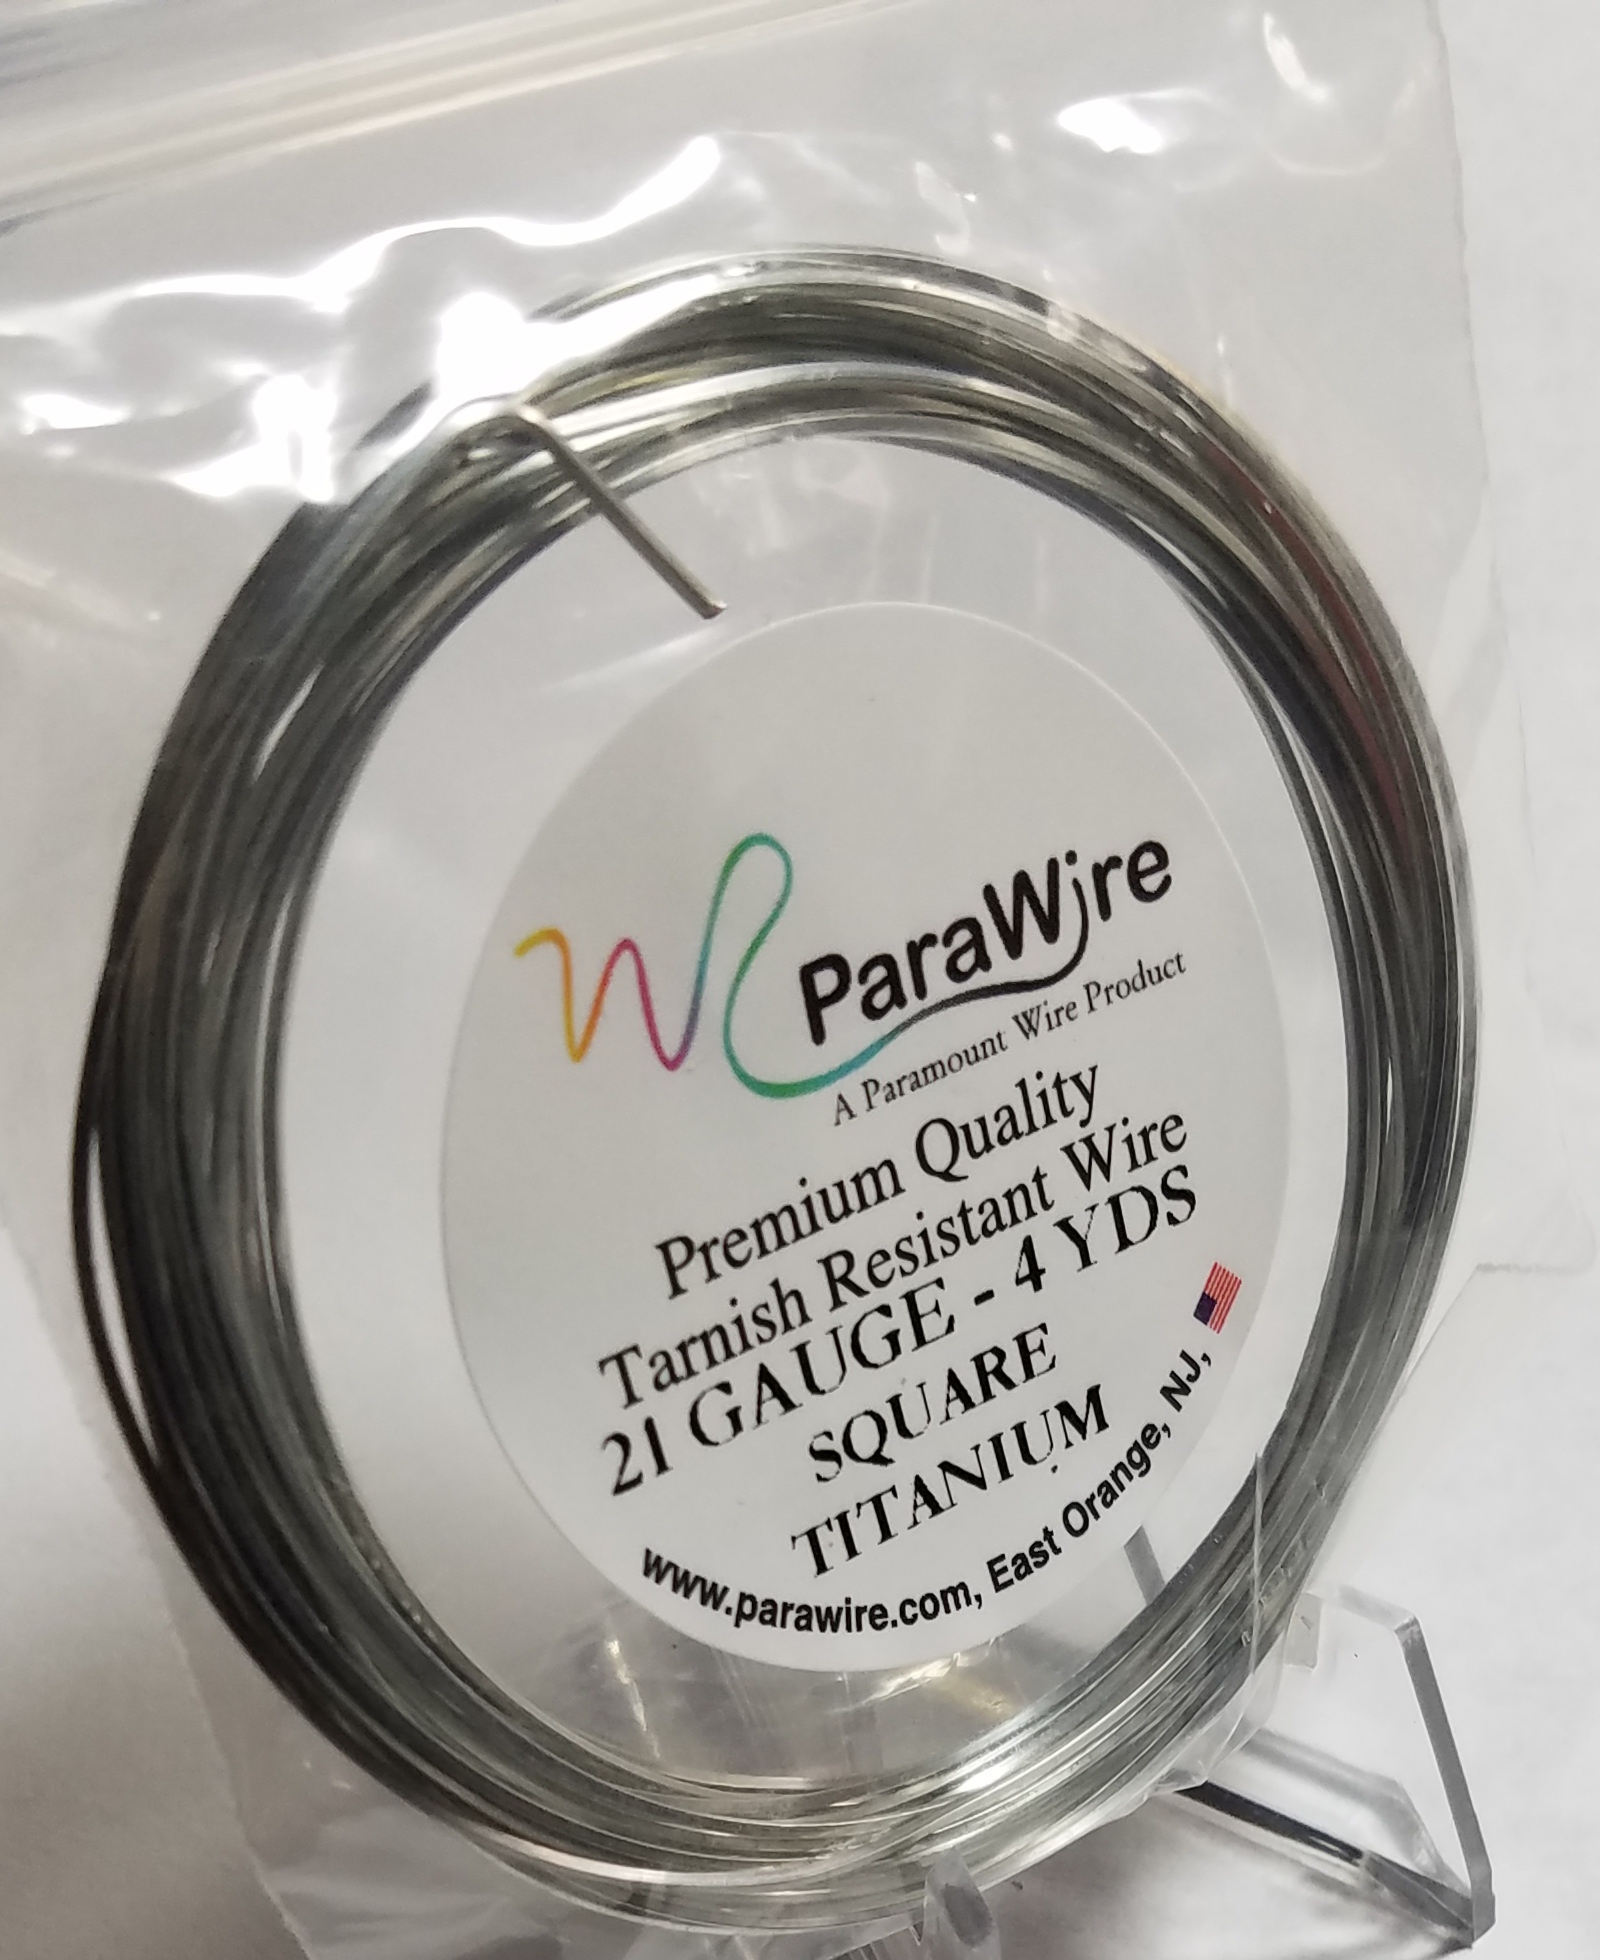 ParaWire
A Paramount Wire Product
Premium Quality
Tarnish Resistant Wire
21 GAUGE - 4 YDS
SQUARE
TITANIUM
www.parawire.com, East Orange, NJ,